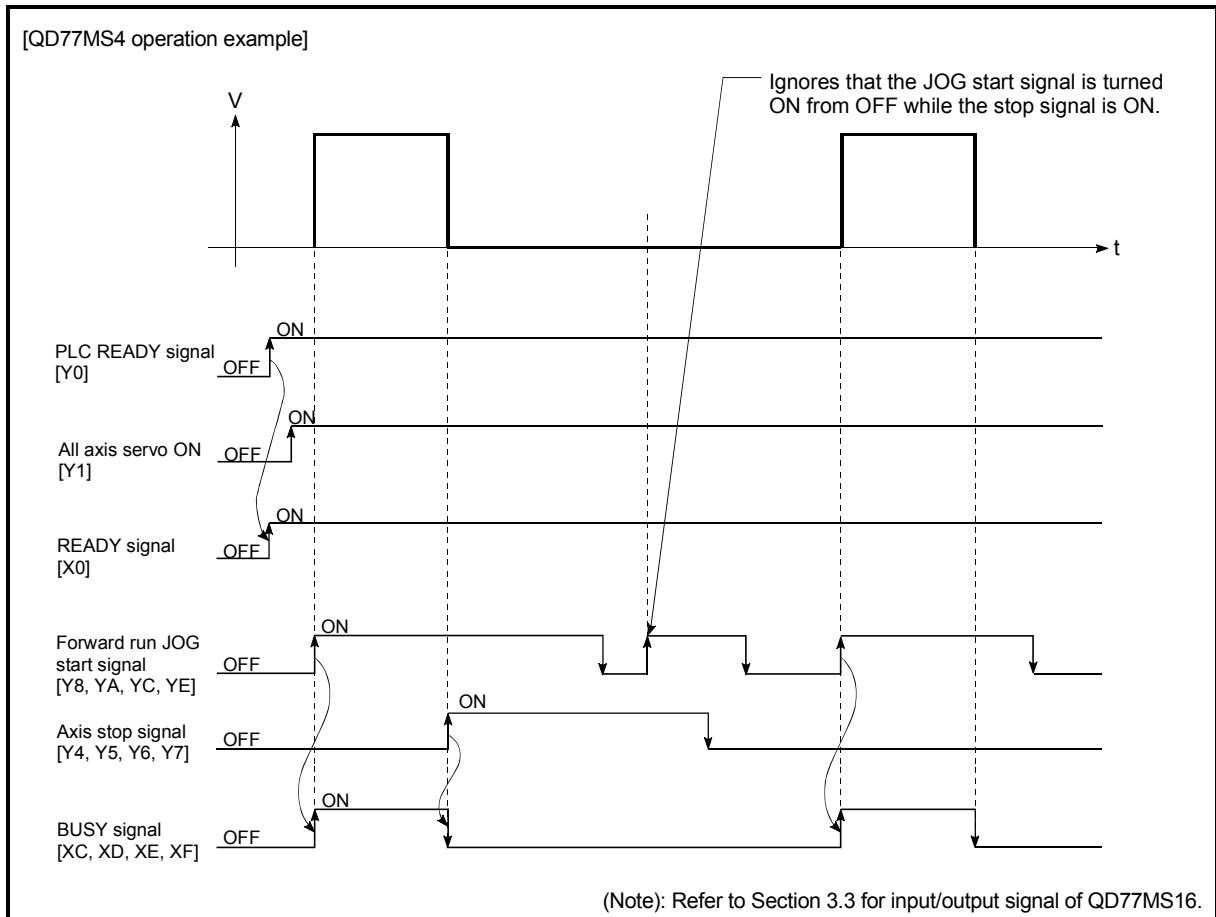 [QD77MS4 operation example]
Ignores that the JOG start signal is turned
ON from OFF while the stop signal is ON.
V
t
ON
PLC READY signal
[Y0]
OFF
ON
All axis servo ON
[Y1]
OFF
ON
READY signal
[X0]
OFF
ON
Forward run JOG
start signal
[Y8, YA, YC, YE]
OFF
ON
Axis stop signal
[Y4, Y5, Y6, Y7]
OFF
ON
BUSY signal
[XC, XD, XE, XF]
OFF
(Note): Refer to Section 3.3 for input/output signal of QD77MS16.